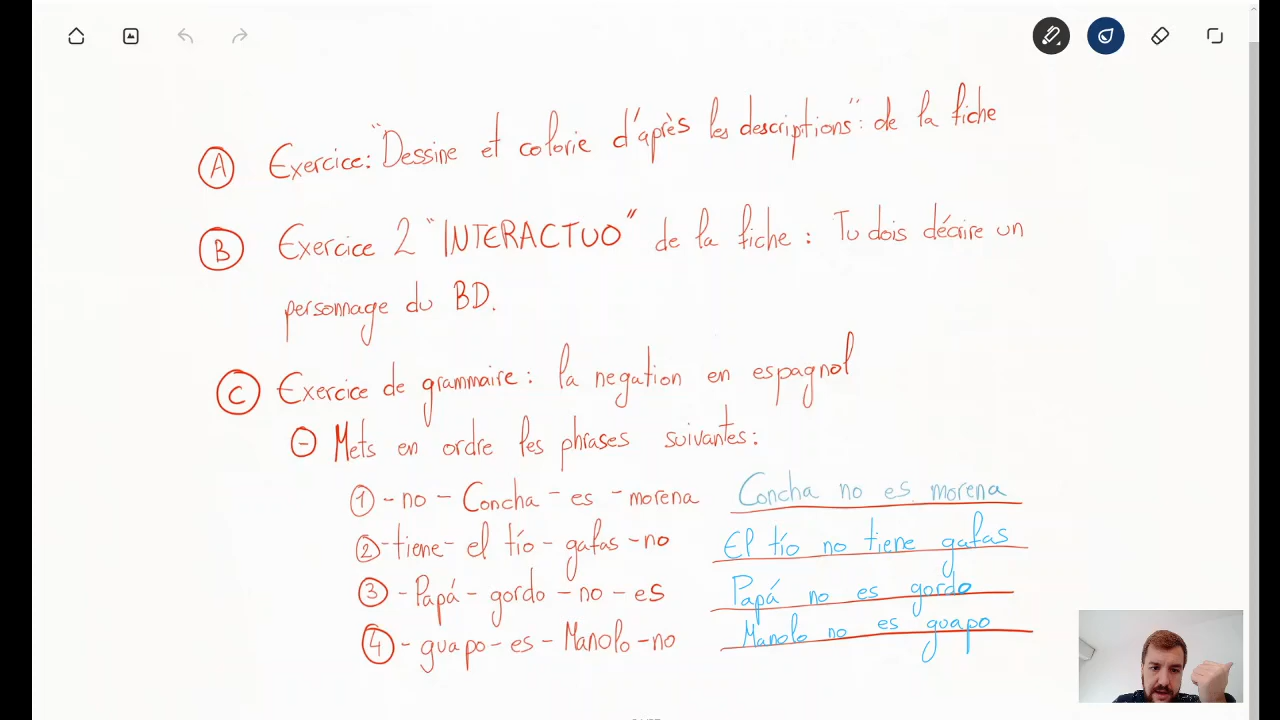 A Exercice: "Dessine et colorie d'après les descriptions": de la fiche
B Exercice 2 "INTERACTUO" de la fiche : Tu dois décrire un
personnage du BD.
C Exercice de grammaire : la negation en espagnol
- Mets en ordre les phrases suivantes :
1 - no - Concha - es - morena Concha no es morena
2 - tiene - el tío - gafas - no El tío no tiene gafas
3 - Papá - gordo - no - es Papá no es gordo
4 - guapo - es - Manolo - no Manolo no es guapo